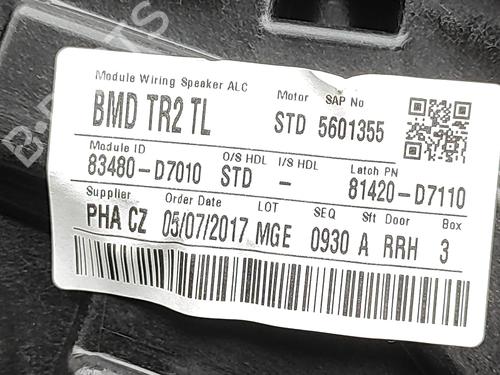 Module Wiring Speaker ALC Motor SAP No
BMD TR2 TL STD 5601355
Module ID O/S HDL I/S HDL Latch PN
83480-D7010 STD - 81420-D7110
Supplier Order Date LOT SEQ Sft Door Box
PHA CZ 05/07/2017 MGE 0930 A RRH 3